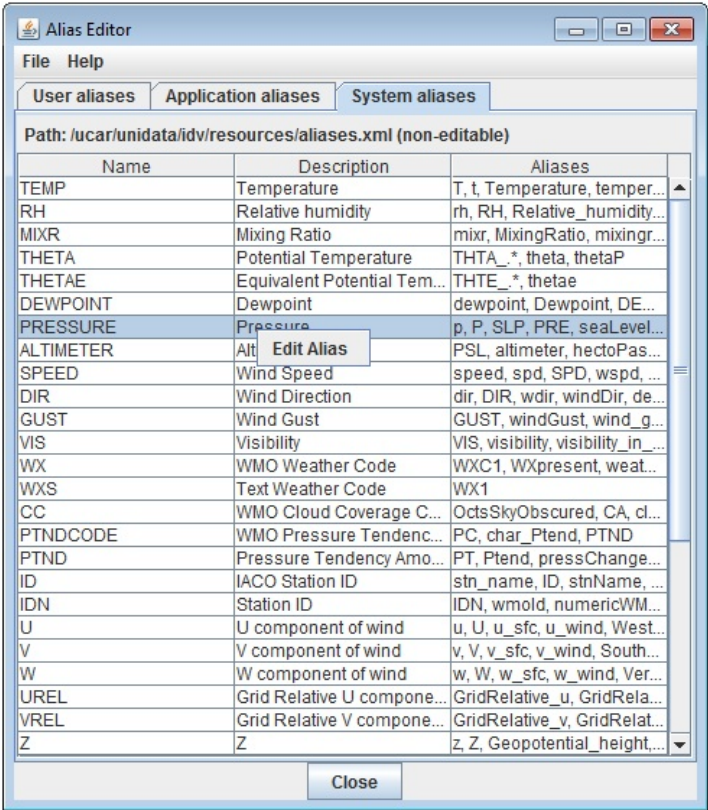 Alias Editor
File Help
User aliases Application aliases System aliases
Path: /ucar/unidata/idv/resources/aliases.xml (non-editable)
Name Description Aliases
TEMP Temperature T, t, Temperature, temper...
RH Relative humidity rh, RH, Relative_humidity...
MIXR Mixing Ratio mixr, MixingRatio, mixingr...
THETA Potential Temperature THTA_.*, theta, thetaP
THETAE Equivalent Potential Tem... THTE_.*, thetae
DEWPOINT Dewpoint dewpoint, Dewpoint, DE...
PRESSURE Pressure p, P, SLP, PRE, seaLevel...
ALTIMETER Alt Edit Alias PSL, altimeter, hectoPas...
SPEED Wind Speed speed, spd, SPD, wspd, ...
DIR Wind Direction dir, DIR, wdir, windDir, de...
GUST Wind Gust GUST, windGust, wind_g...
VIS Visibility VIS, visibility, visibility_in_...
WX WMO Weather Code WXC1, WXpresent, weat...
WXS Text Weather Code WX1
CC WMO Cloud Coverage C... OctsSkyObscured, CA, cl...
PTNDCODE WMO Pressure Tendenc... PC, char_Ptend, PTND
PTND Pressure Tendency Amo... PT, Ptend, pressChange...
ID IACO Station ID stn_name, ID, stnName, ...
IDN Station ID IDN, wmoId, numericWM...
U U component of wind u, U, u_sfc, u_wind, West...
V V component of wind v, V, v_sfc, v_wind, South...
W W component of wind w, W, w_sfc, w_wind, Ver...
UREL Grid Relative U compone... GridRelative_u, GridRela...
VREL Grid Relative V compone... GridRelative_v, GridRelat...
Z Z z, Z, Geopotential_height,...
Close